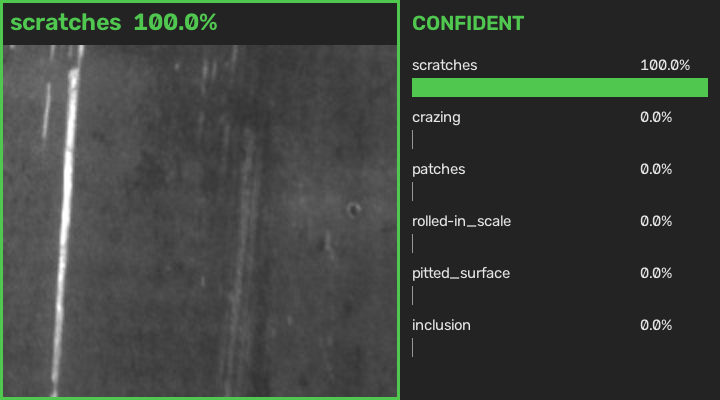 scratches 100.0%
CONFIDENT
scratches 100.0%
crazing 0.0%
patches 0.0%
rolled-in_scale 0.0%
pitted_surface 0.0%
inclusion 0.0%